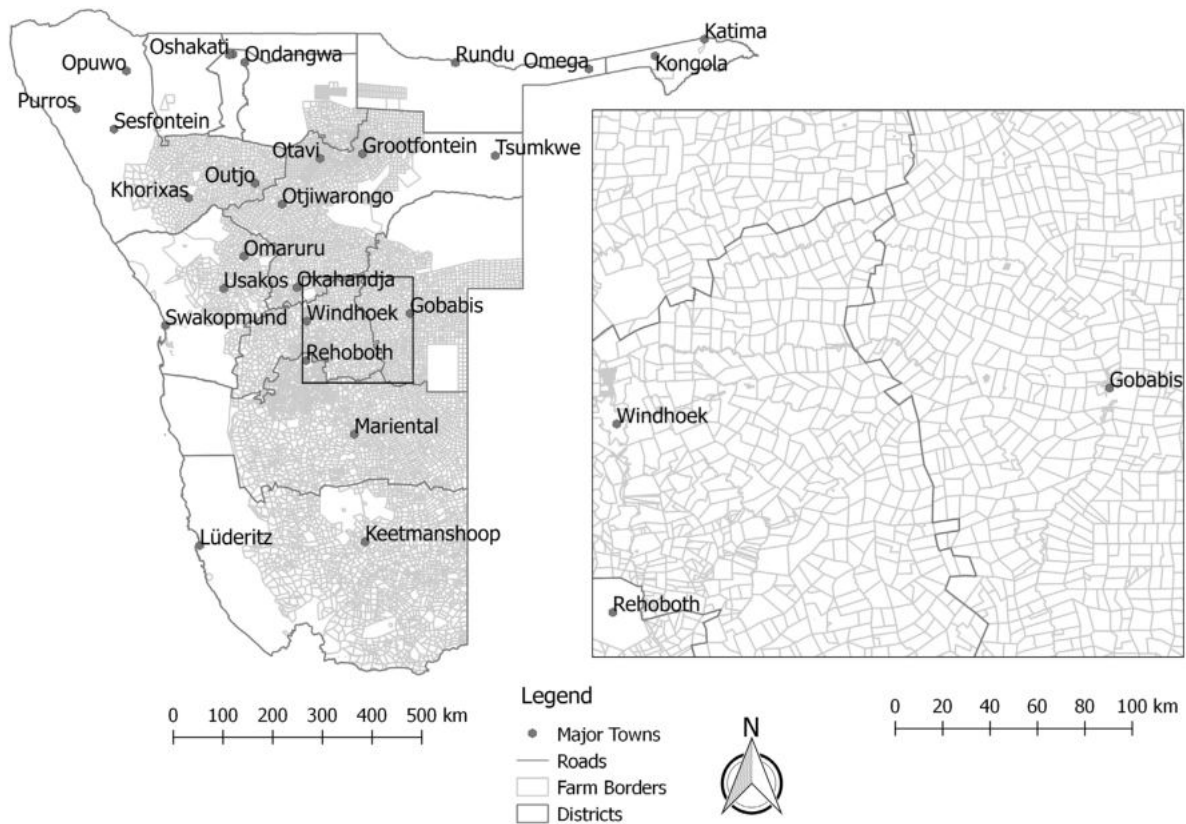 Katima
Oshakati
Ondangwa
Rundu
Omega
Kongola
Opuwo
Purros
Sesfontein
Otavi
Grootfontein
Tsumkwe
Outjo
Khorixas
Otjiwarongo
Omaruru
Usakos
Okahandja
Swakopmund
Windhoek
Gobabis
Rehoboth
Mariental
Lüderitz
Keetmanshoop
Gobabis
Windhoek
Rehoboth
0 100 200 300 400 500 km
Legend
Major Towns
Roads
Farm Borders
Districts
N
0 20 40 60 80 100 km